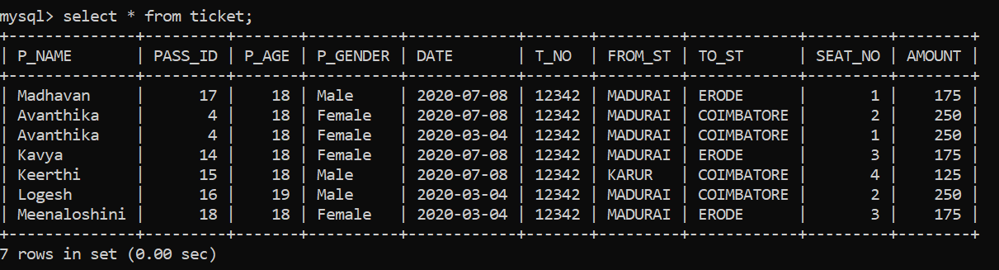 mysql> select * from ticket;
+--------------+---------+-------+----------+------------+-------+---------+------------+---------+--------+
| P_NAME       | PASS_ID | P_AGE | P_GENDER | DATE       | T_NO  | FROM_ST | TO_ST      | SEAT_NO | AMOUNT |
+--------------+---------+-------+----------+------------+-------+---------+------------+---------+--------+
| Madhavan     |      17 |    18 | Male     | 2020-07-08 | 12342 | MADURAI | ERODE      |       1 |    175 |
| Avanthika    |       4 |    18 | Female   | 2020-07-08 | 12342 | MADURAI | COIMBATORE |       2 |    250 |
| Avanthika    |       4 |    18 | Female   | 2020-03-04 | 12342 | MADURAI | COIMBATORE |       1 |    250 |
| Kavya        |      14 |    18 | Female   | 2020-07-08 | 12342 | MADURAI | ERODE      |       3 |    175 |
| Keerthi      |      15 |    18 | Male     | 2020-07-08 | 12342 | KARUR   | COIMBATORE |       4 |    125 |
| Logesh       |      16 |    19 | Male     | 2020-03-04 | 12342 | MADURAI | COIMBATORE |       2 |    250 |
| Meenaloshini |      18 |    18 | Female   | 2020-03-04 | 12342 | MADURAI | ERODE      |       3 |    175 |
+--------------+---------+-------+----------+------------+-------+---------+------------+---------+--------+
7 rows in set (0.00 sec)